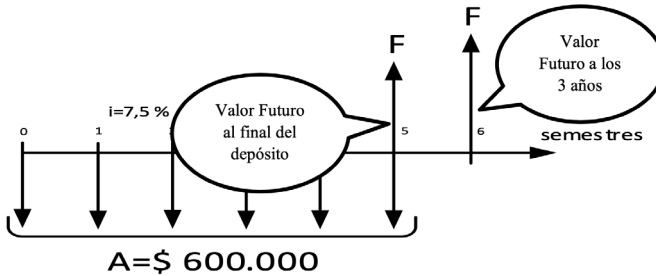 F
F
Valor
Futuro a los
3 años
i=7,5 %
Valor Futuro
al final del
depósito
0
1
5
6
semestres
A=$ 600.000